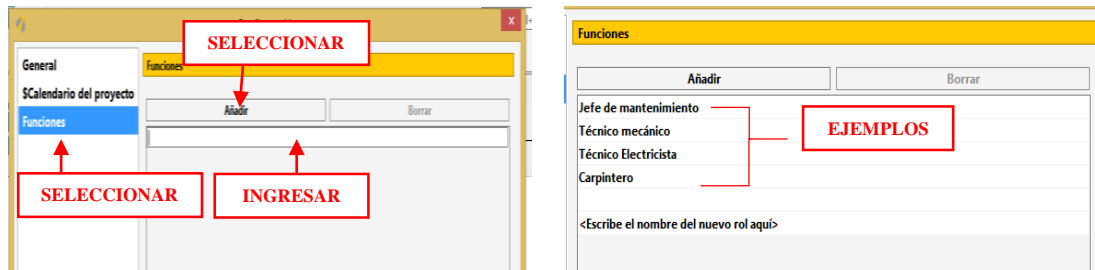 SELECCIONAR
General
Funciones
$Calendario del proyecto
Funciones
Añadir
Borrar
SELECCIONAR
INGRESAR
Funciones
Añadir
Borrar
Jefe de mantenimiento
Técnico mecánico
EJEMPLOS
Técnico Electricista
Carpintero
<Escribe el nombre del nuevo rol aquí>